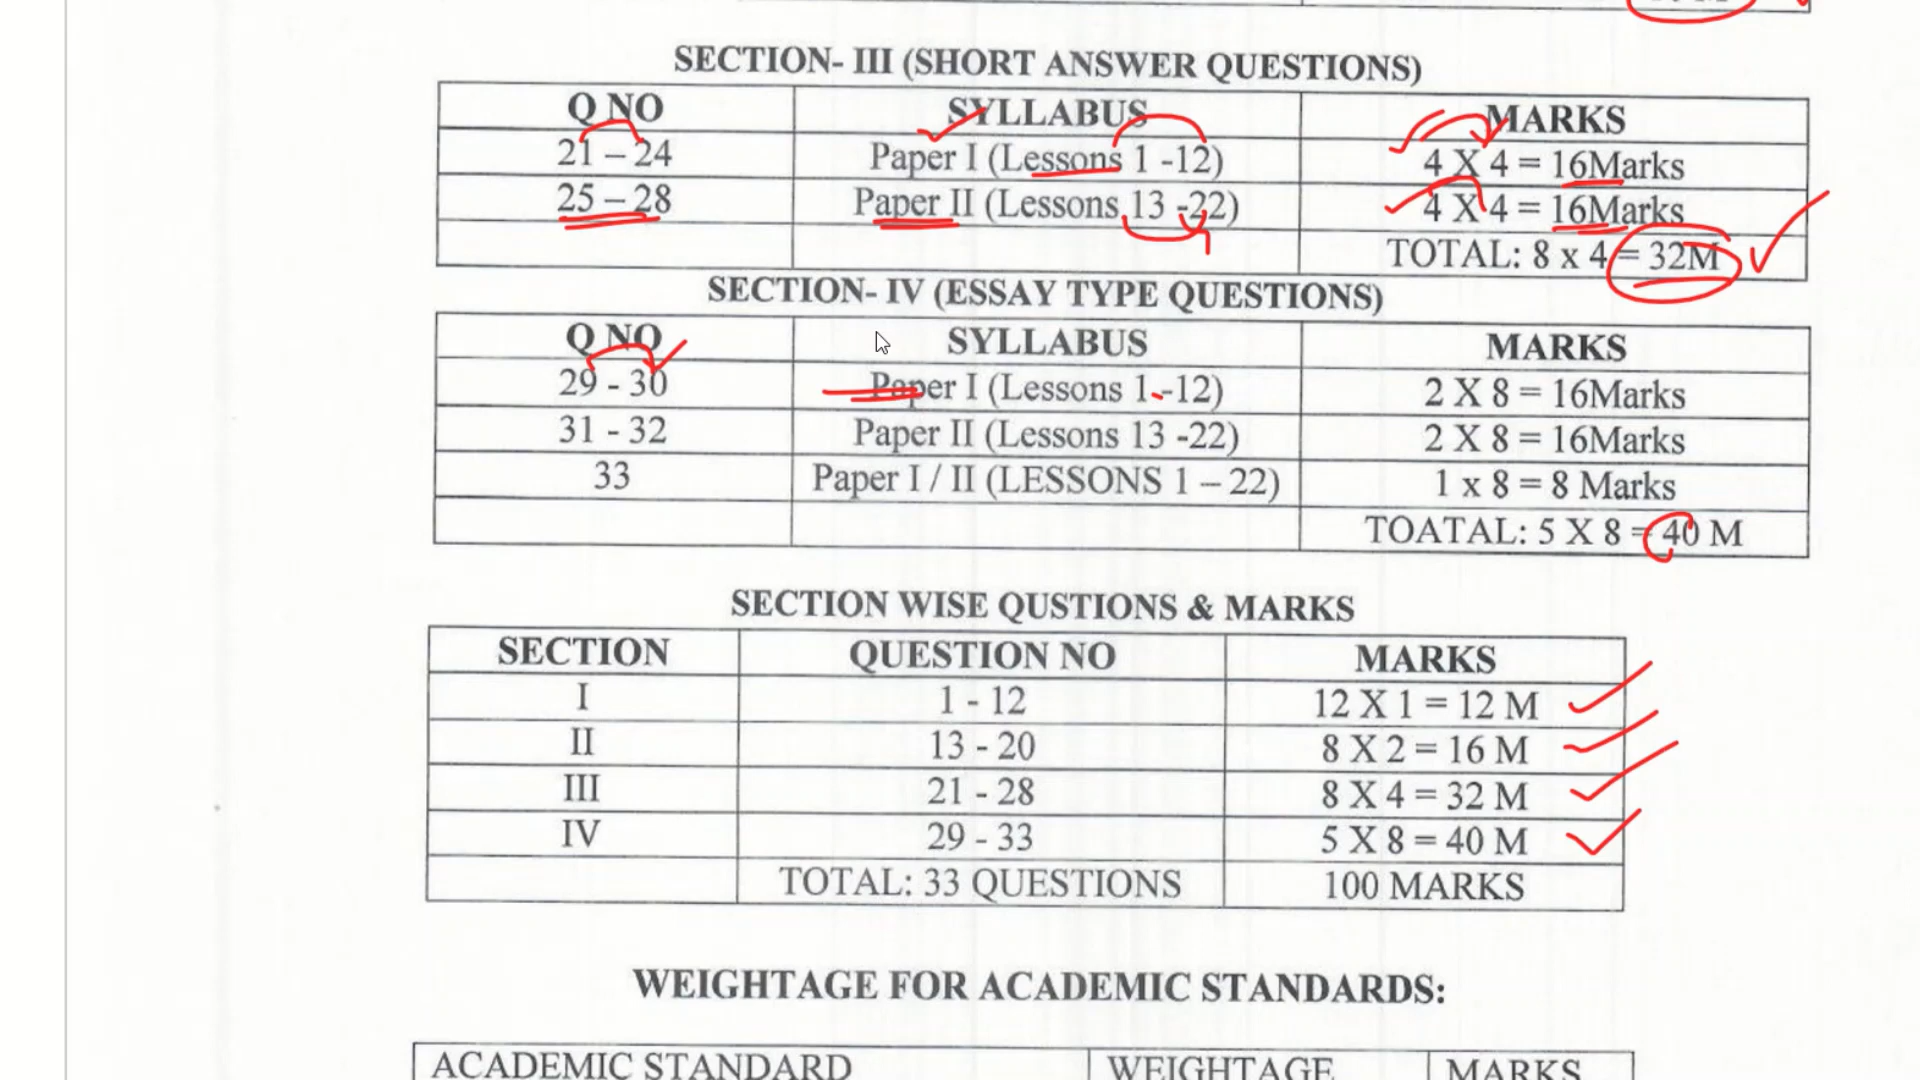 SECTION- III (SHORT ANSWER QUESTIONS)
Q NO SYLLABUS MARKS
21 – 24 Paper I (Lessons 1 -12) 4 X 4 = 16Marks
25 – 28 Paper II (Lessons 13 -22) 4 X 4 = 16Marks
TOTAL: 8 x 4 = 32M
SECTION- IV (ESSAY TYPE QUESTIONS)
Q NO SYLLABUS MARKS
29 - 30 Paper I (Lessons 1 -12) 2 X 8 = 16Marks
31 - 32 Paper II (Lessons 13 -22) 2 X 8 = 16Marks
33 Paper I / II (LESSONS 1 – 22) 1 x 8 = 8 Marks
TOATAL: 5 X 8 = 40 M
SECTION WISE QUSTIONS & MARKS
SECTION QUESTION NO MARKS
I 1 - 12 12 X 1 = 12 M
II 13 - 20 8 X 2 = 16 M
III 21 - 28 8 X 4 = 32 M
IV 29 - 33 5 X 8 = 40 M
TOTAL: 33 QUESTIONS 100 MARKS
WEIGHTAGE FOR ACADEMIC STANDARDS:
ACADEMIC STANDARD WEIGHTAGE MARKS